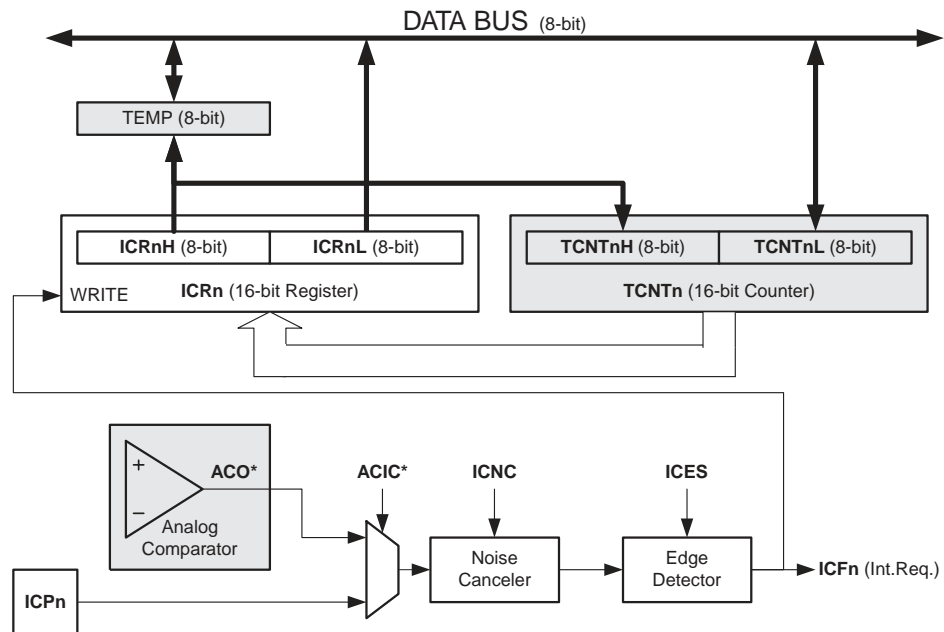 DATA BUS (8-bit)
TEMP (8-bit)
ICRnH (8-bit) ICRnL (8-bit) TCNTnH (8-bit) TCNTnL (8-bit)
WRITE ICRn (16-bit Register) TCNTn (16-bit Counter)
+ ACO* ACIC* ICNC ICES
−
Analog
Comparator
Noise
Canceler
Edge
Detector
ICFn (Int.Req.)
ICPn